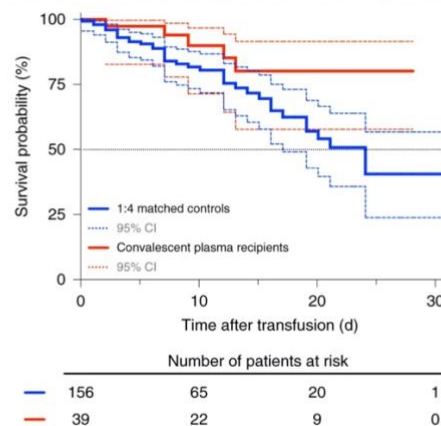 Survival probability (%)
100
75
50
25
0
1:4 matched controls
95% CI
Convalescent plasma recipients
95% CI
0 10 20 30
Time after transfusion (d)
Number of patients at risk
156 65 20 1
39 22 9 0